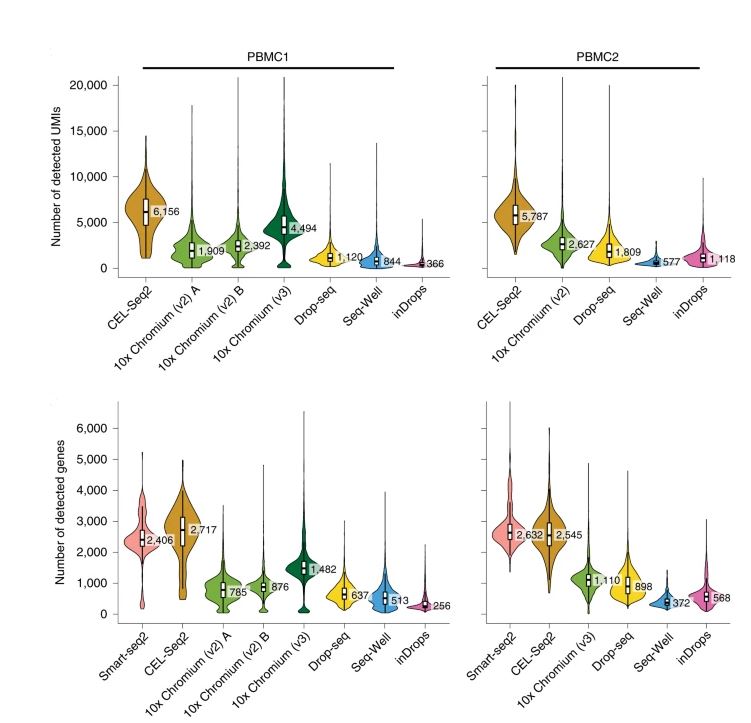 PBMC1
PBMC2
Number of detected UMIs
20,000
15,000
10,000
5,000
0
6,156
1,909
2,392
4,494
1,120
844
366
5,787
2,627
1,809
577
1,118
CEL-Seq2
10x Chromium (v2) A
10x Chromium (v2) B
10x Chromium (v3)
Drop-seq
Seq-Well
inDrops
CEL-Seq2
10x Chromium (v2)
Drop-seq
Seq-Well
inDrops
Number of detected genes
6,000
5,000
4,000
3,000
2,000
1,000
0
2,406
2,717
785
876
1,482
637
513
256
2,632
2,545
1,110
898
372
568
Smart-seq2
CEL-Seq2
10x Chromium (v2) A
10x Chromium (v2) B
10x Chromium (v3)
Drop-seq
Seq-Well
inDrops
Smart-seq2
CEL-Seq2
10x Chromium (v3)
Drop-seq
Seq-Well
inDrops